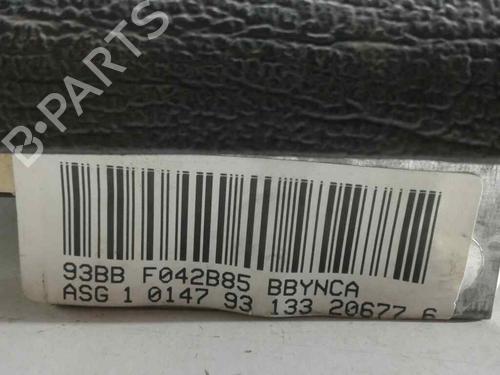 B-PARTS
93BB F042B85 BBYNCA
ASG 1 0147 93 133 20677 6